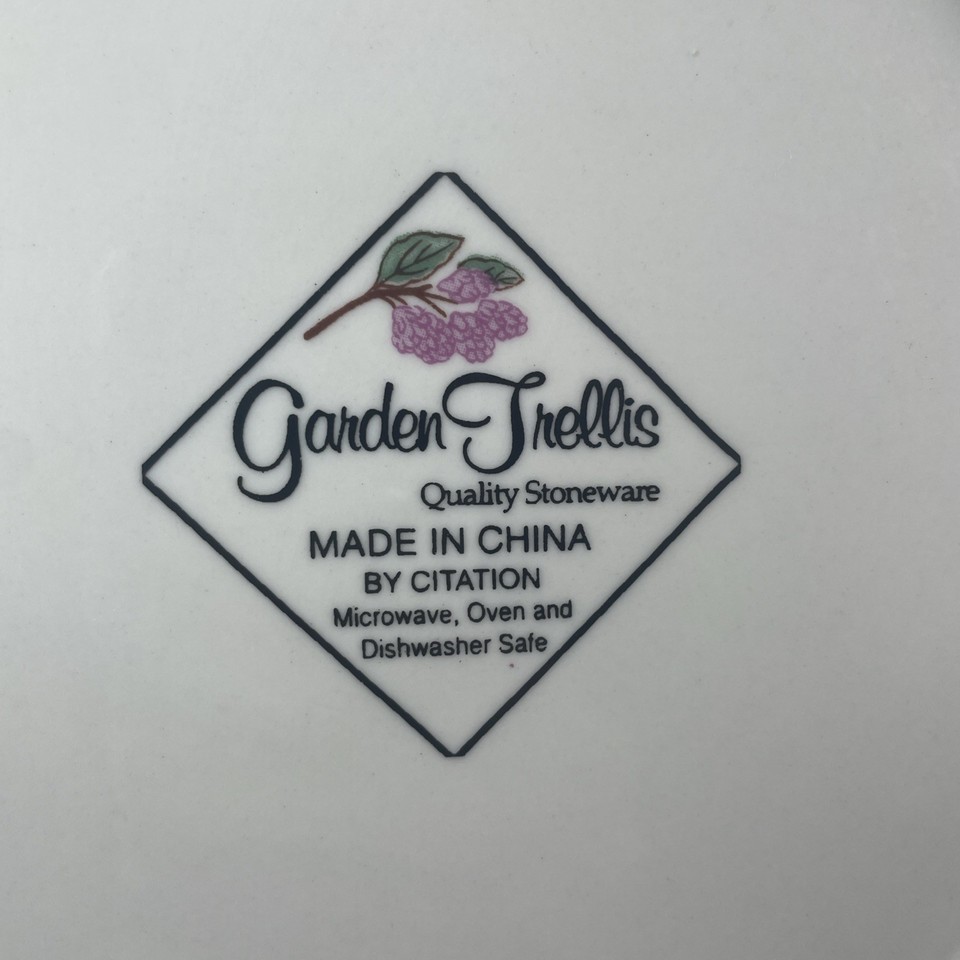 Garden Trellis
Quality Stoneware
MADE IN CHINA
BY CITATION
Microwave, Oven and
Dishwasher Safe